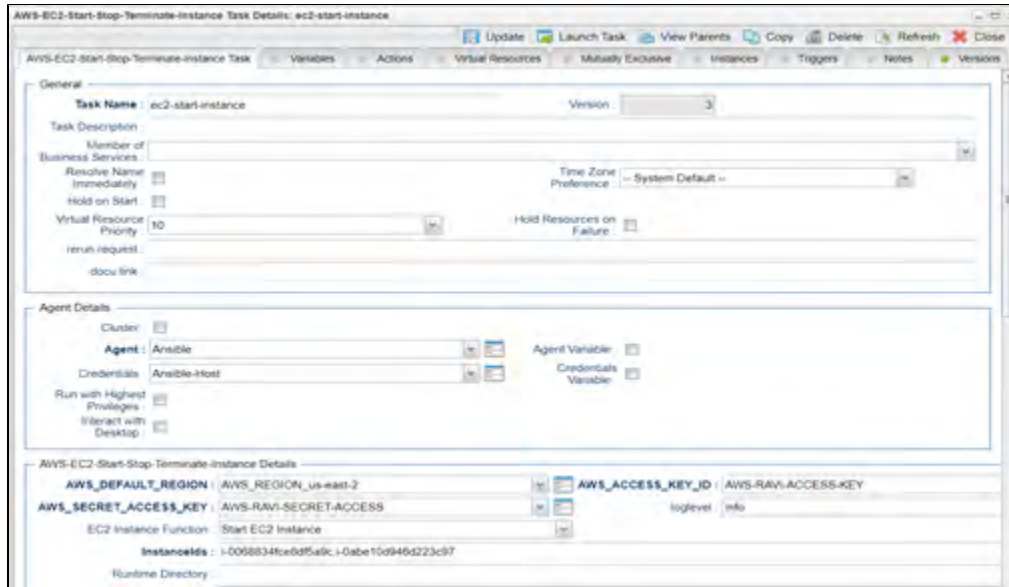 AWS-EC2-Start-Stop-Terminate-Instance Task Details: ec2-start-instance
Update Launch Task View Parents Copy Delete Refresh Close
AWS-EC2-Start-Stop-Terminate-Instance Task Variables Actions Virtual Resources Mutually Exclusive Instances Triggers Notes Versions
General
Task Name : ec2-start-instance Version : 3
Task Description :
Member of Business Services :
Resolve Name Immediately : Time Zone Preference : -- System Default --
Hold on Start :
Virtual Resource Priority : 10 Hold Resources on Failure :
rerun request :
docu link :
Agent Details
Cluster :
Agent : Ansible Agent Variable :
Credentials : Ansible-Host Credentials Variable :
Run with Highest Privileges :
Interact with Desktop :
AWS-EC2-Start-Stop-Terminate-Instance Details
AWS_DEFAULT_REGION : AWS_REGION_us-east-2 AWS_ACCESS_KEY_ID : AWS-RAVI-ACCESS-KEY
AWS_SECRET_ACCESS_KEY : AWS-RAVI-SECRET-ACCESS loglevel : info
EC2 Instance Function : Start EC2 Instance
InstanceIds :
Runtime Directory :